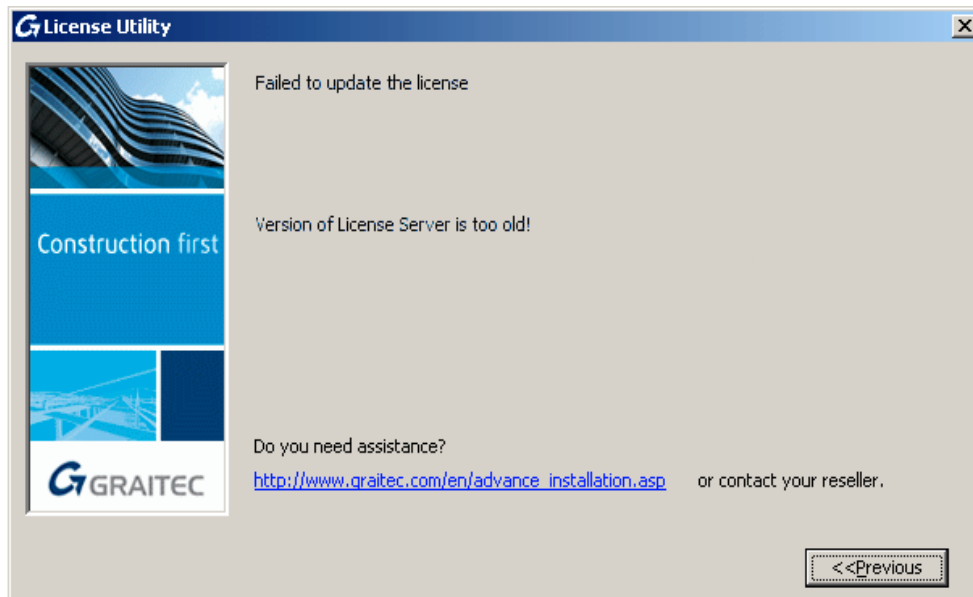 License Utility
Failed to update the license
Version of License Server is too old!
Construction first
Do you need assistance?
http://www.graitec.com/en/advance_installation.asp or contact your reseller.
GRAITEC
<<Previous